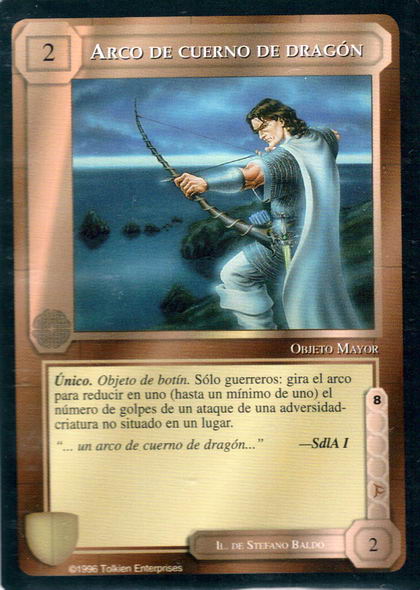 2
ARCO DE CUERNO DE DRAGÓN
OBJETO MAYOR
Único. Objeto de botín. Sólo guerreros: gira el arco
para reducir en uno (hasta un mínimo de uno) el
número de golpes de un ataque de una adversidad-
criatura no situado en un lugar.
“... un arco de cuerno de dragón...” —SdlA I
8
IL. DE STEFANO BALDO
2
©1996 Tolkien Enterprises